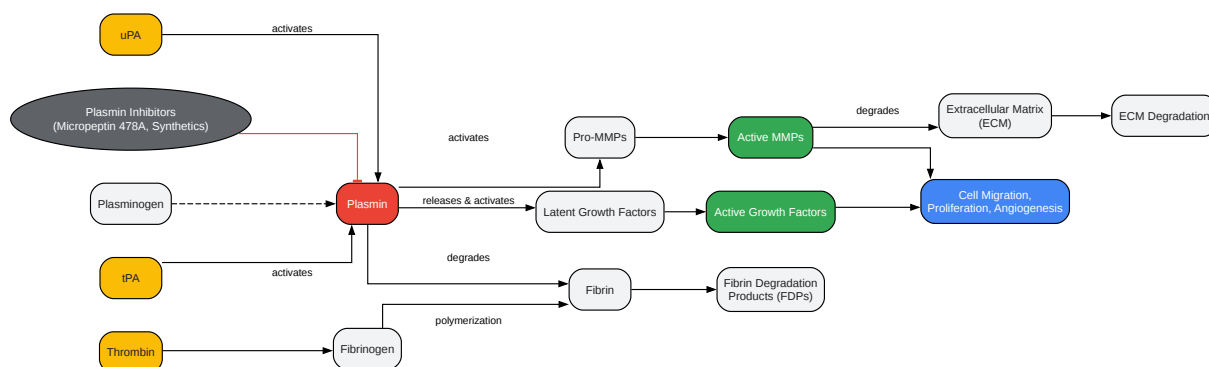 uPA
activates
Plasmin Inhibitors
(Micropeptin 478A, Synthetics)
activates
Pro-MMPs
Active MMPs
degrades
Extracellular Matrix
(ECM)
ECM Degradation
Plasminogen
Plasmin
releases & activates
Latent Growth Factors
Active Growth Factors
Cell Migration,
Proliferation, Angiogenesis
tPA
activates
degrades
Fibrin
Fibrin Degradation
Products (FDPs)
polymerization
Thrombin
Fibrinogen